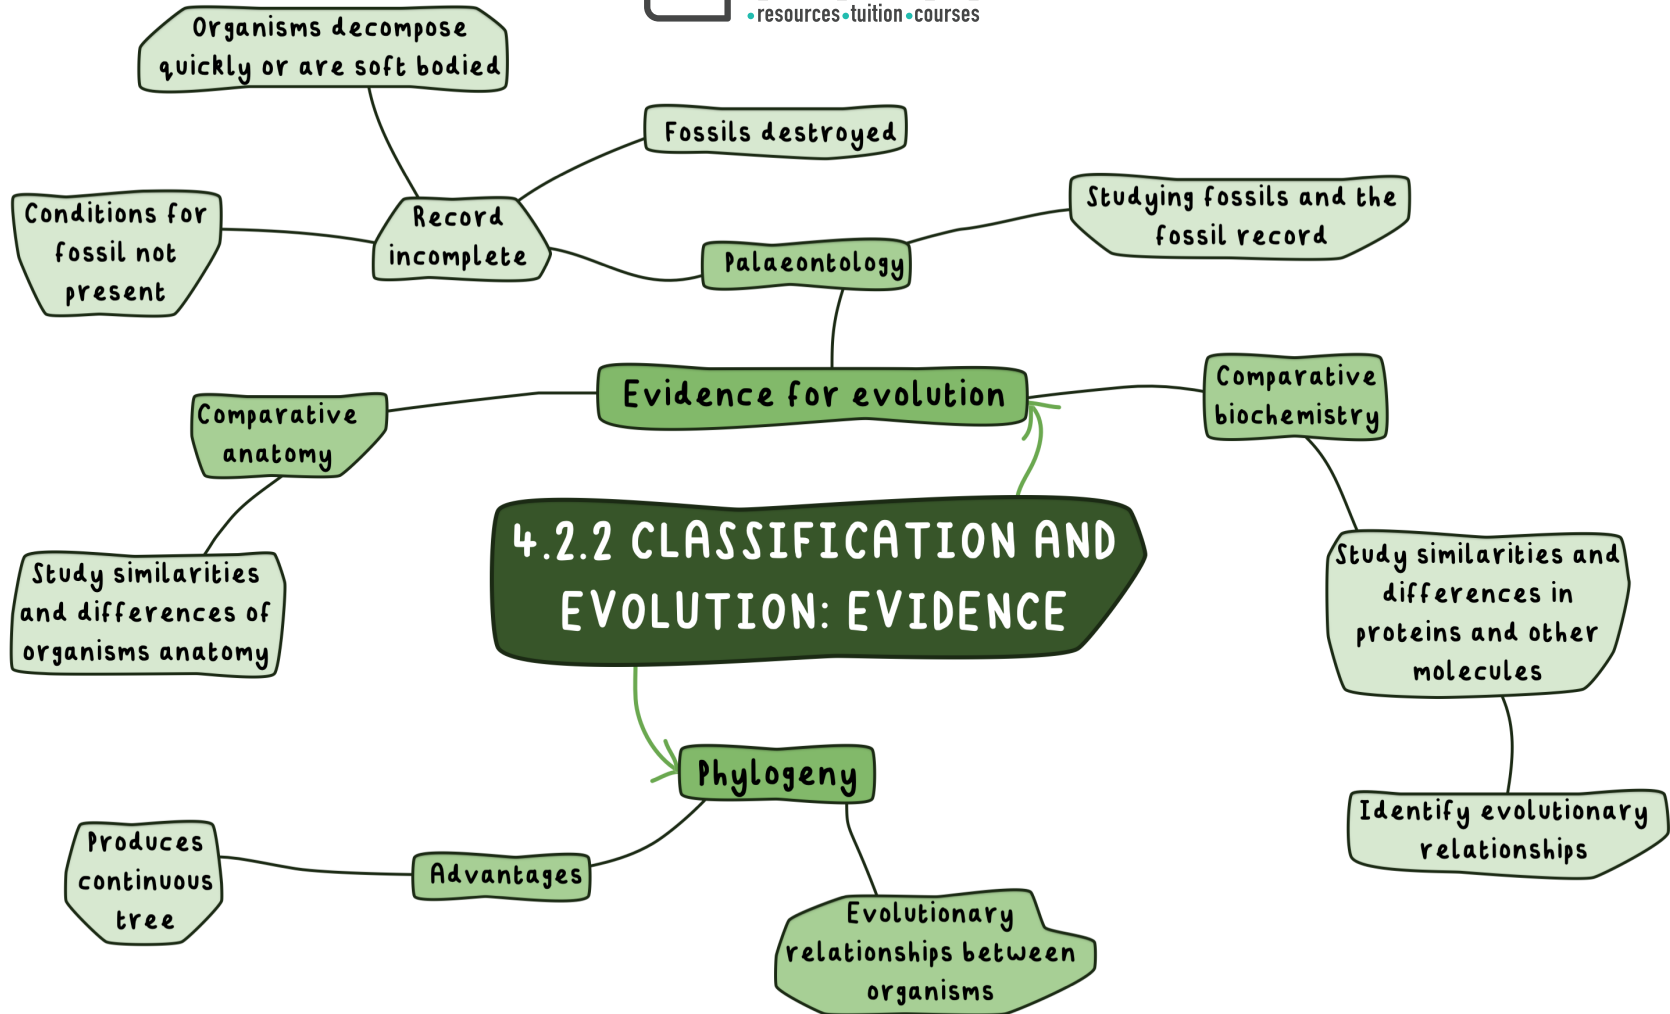 •resources•tuition•courses
Organisms decompose
quickly or are soft bodied
Fossils destroyed
Conditions for
fossil not
present
Record
incomplete
Palaeontology
Studying fossils and the
fossil record
Evidence for evolution
Comparative
anatomy
Comparative
biochemistry
Study similarities
and differences of
organisms anatomy
4.2.2 CLASSIFICATION AND
EVOLUTION: EVIDENCE
Study similarities and
differences in
proteins and other
molecules
Identify evolutionary
relationships
Phylogeny
Advantages
Produces
continuous
tree
Evolutionary
relationships between
organisms